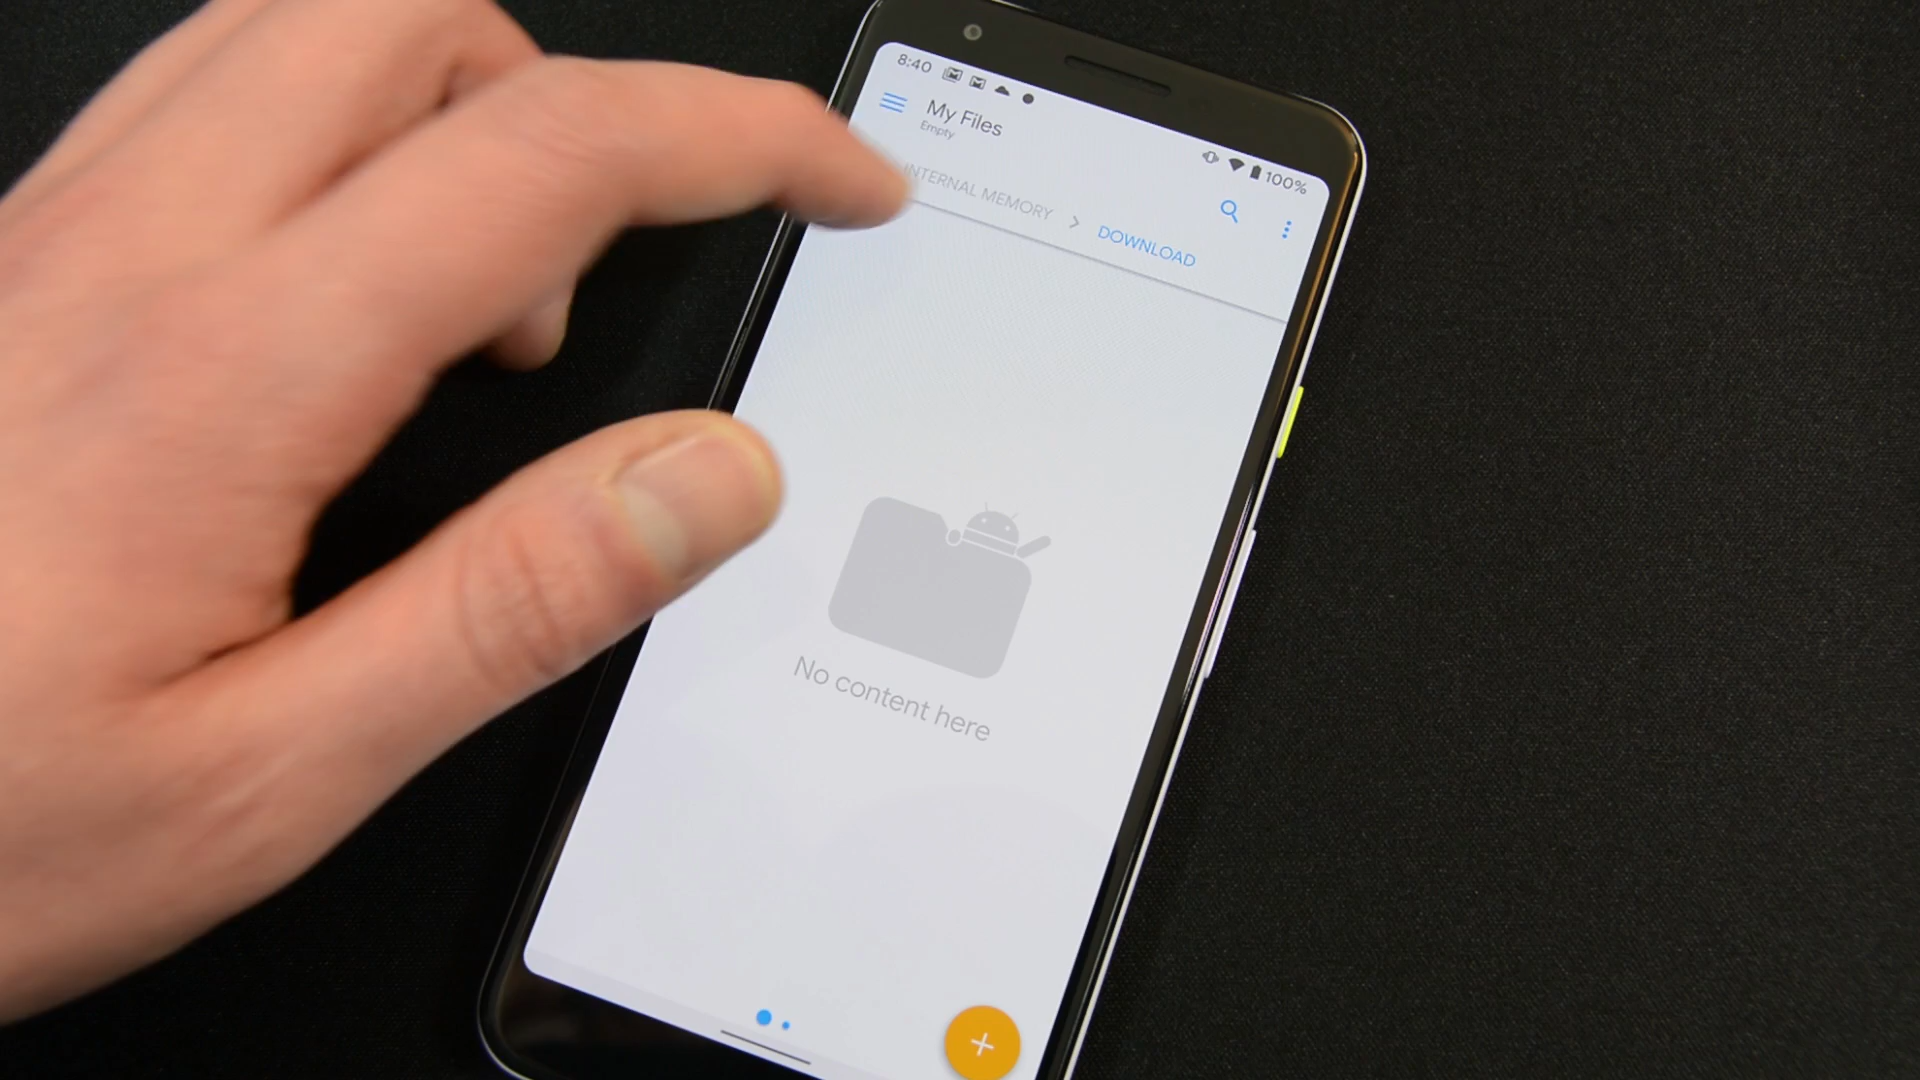 8:40
100%
My Files
Empty
INTERNAL MEMORY > DOWNLOAD
No content here